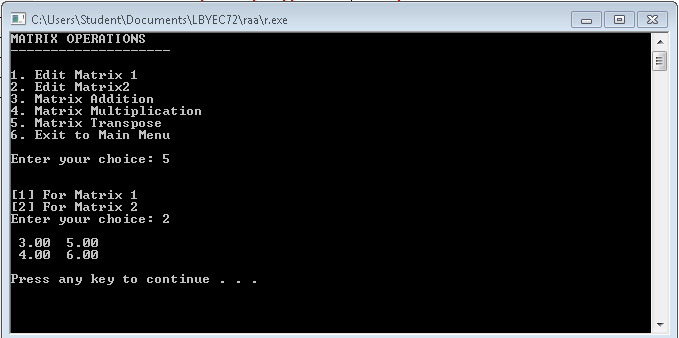 C:\Users\Student\Documents\LBYEC72\raa\r.exe
MATRIX OPERATIONS
--------------------
1. Edit Matrix 1
2. Edit Matrix2
3. Matrix Addition
4. Matrix Multiplication
5. Matrix Transpose
6. Exit to Main Menu
Enter your choice: 5
[1] For Matrix 1
[2] For Matrix 2
Enter your choice: 2
3.00 5.00
4.00 6.00
Press any key to continue . . .